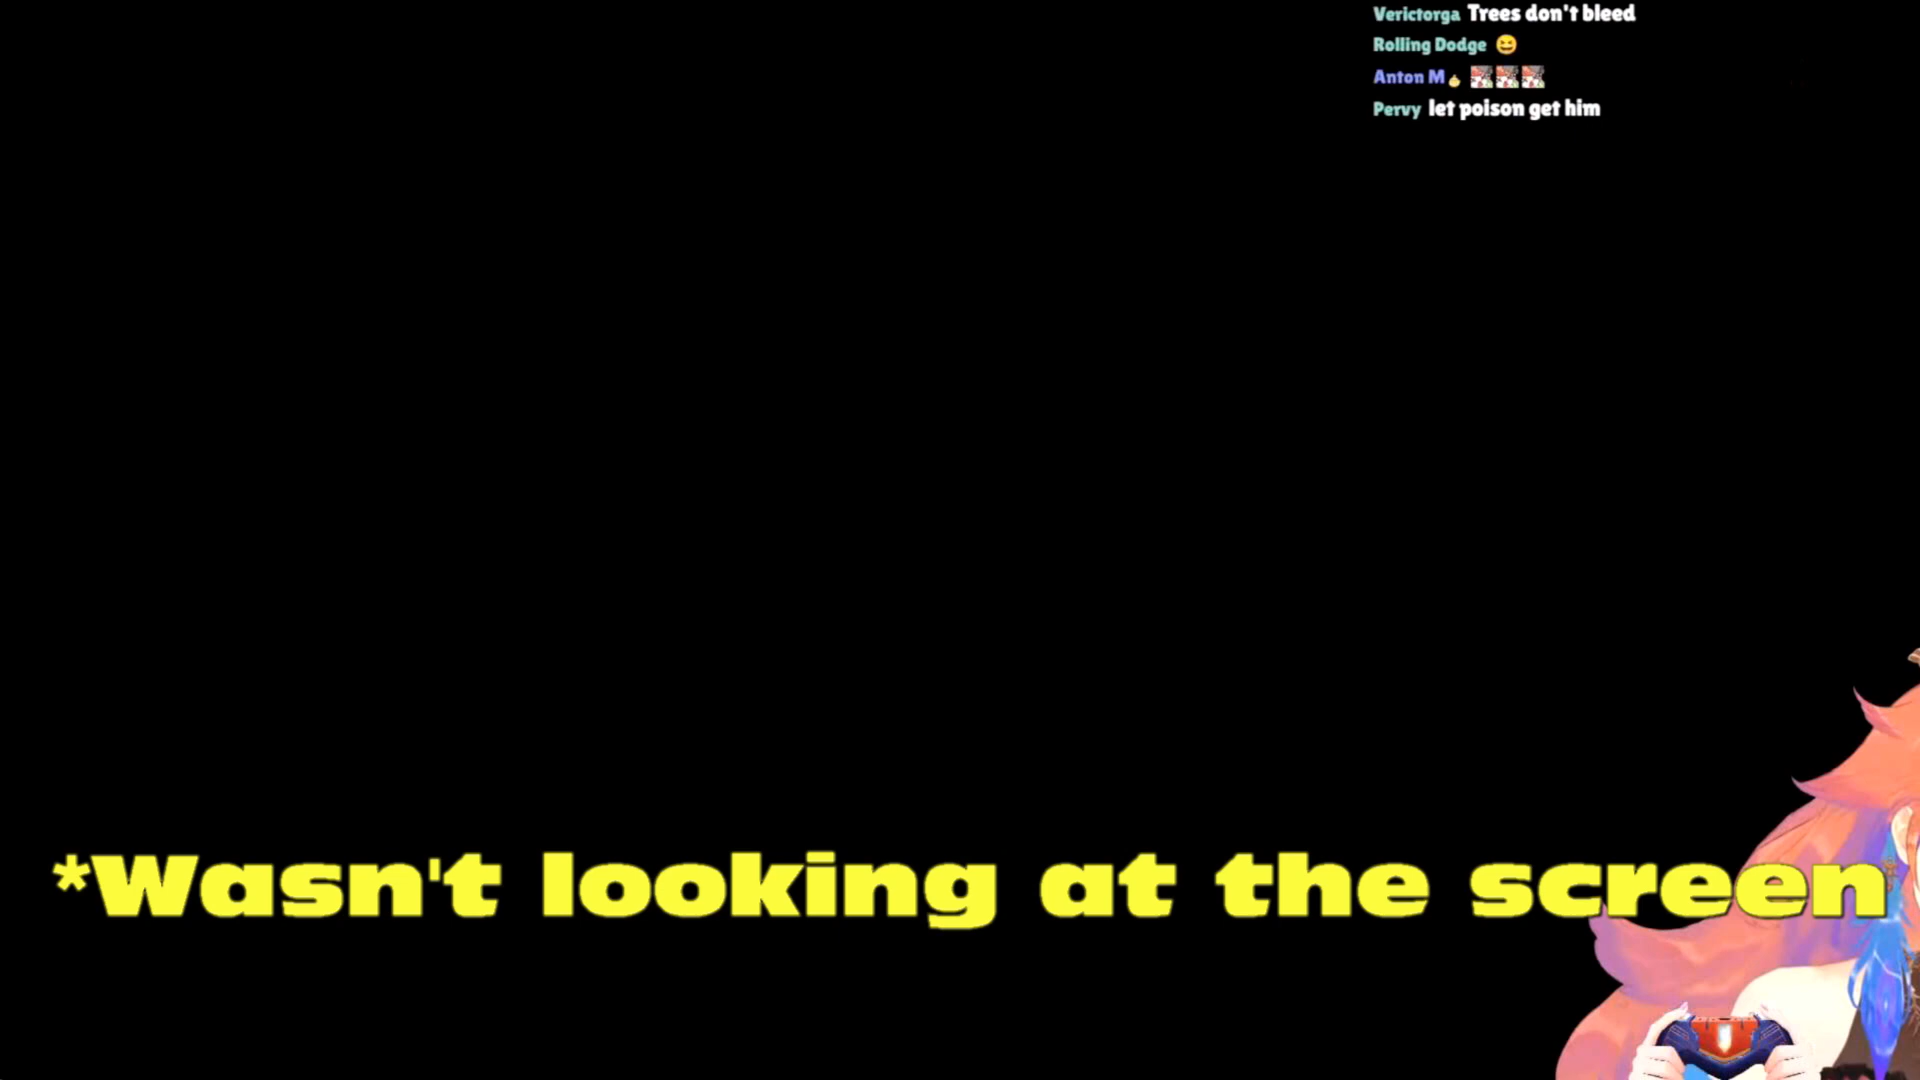 Verictorga Trees don't bleed
Rolling Dodge 😆
Anton M
Pervy let poison get him
*Wasn't looking at the screen*